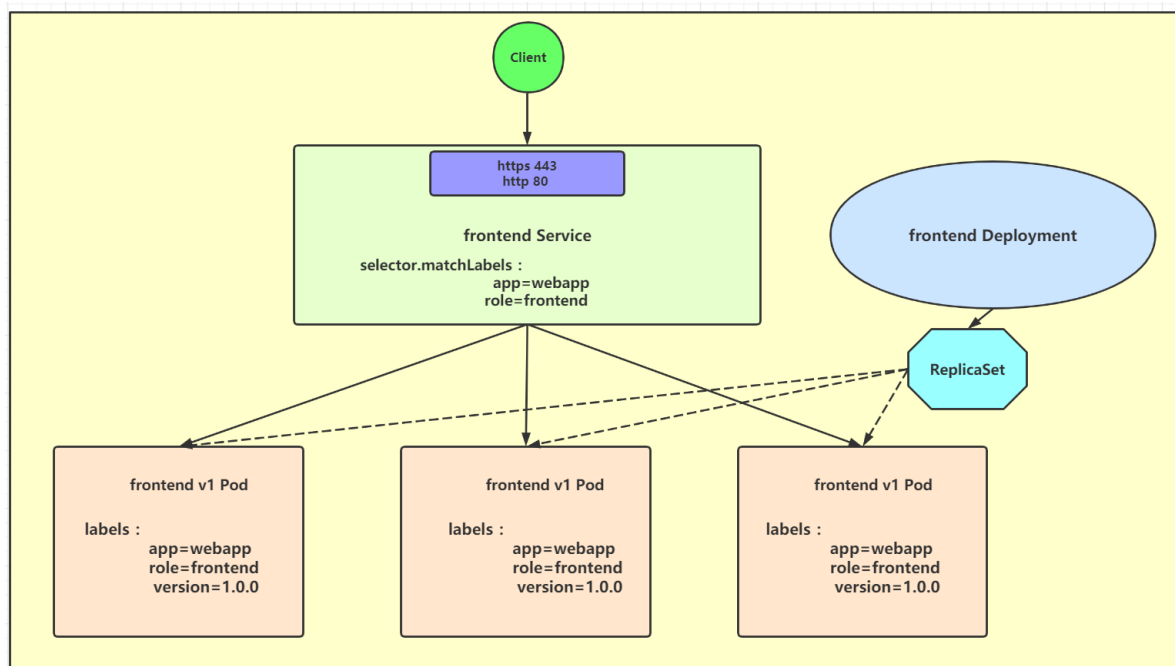 Client
https 443
http 80
frontend Service
selector.matchLabels：
app=webapp
role=frontend
frontend Deployment
ReplicaSet
frontend v1 Pod
labels：
app=webapp
role=frontend
version=1.0.0
frontend v1 Pod
labels：
app=webapp
role=frontend
version=1.0.0
frontend v1 Pod
labels：
app=webapp
role=frontend
version=1.0.0